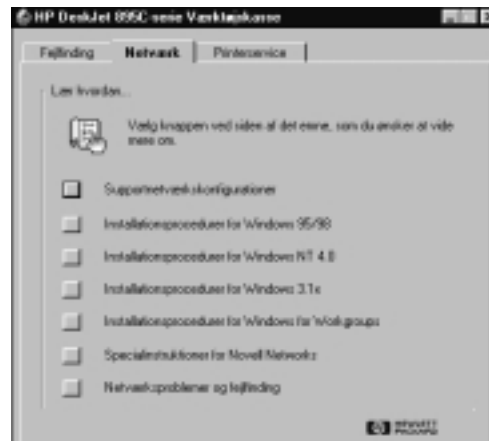 HP DeskJet 895C-serie Værktøjskasse
Fejlfinding Netværk Printerservice
Lær hvordan...
Vælg knappen ved siden af det emne, som du ønsker at vide
mere om.
Supportnetværkskonfigurationer
Installationsprocedurer for Windows 95/98
Installationsprocedurer for Windows NT 4.0
Installationsprocedurer for Windows 3.1x
Installationsprocedurer for Windows for Workgroups
Specialinstruktioner for Novell Networks
Netværksproblemer og fejlfinding
HEWLETT
PACKARD